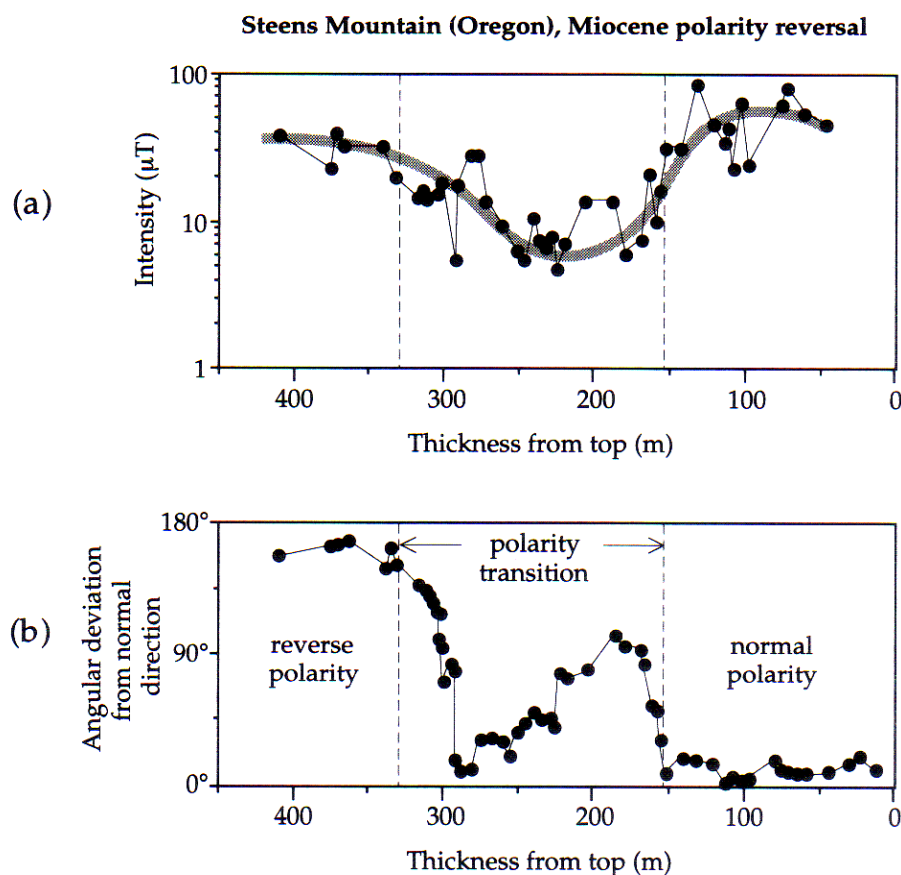 Steens Mountain (Oregon), Miocene polarity reversal
(a)
Intensity (μT)
100
10
1
400
300
200
100
0
Thickness from top (m)
(b)
Angular deviation
from normal
direction
180°
90°
0°
polarity
transition
reverse
polarity
normal
polarity
400
300
200
100
0
Thickness from top (m)